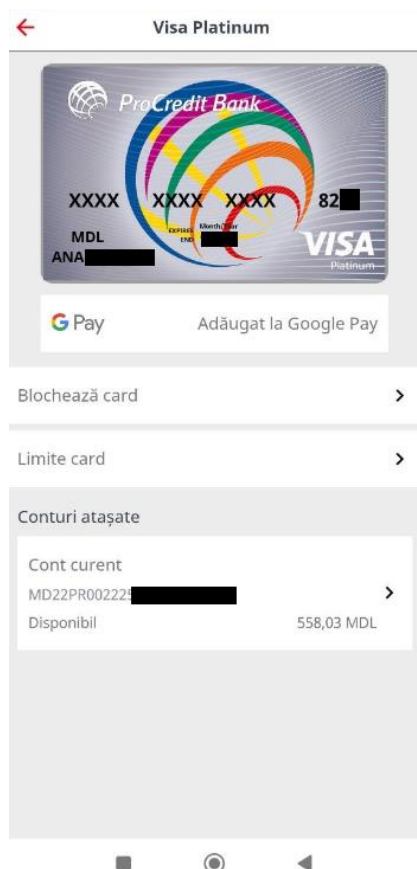 Visa Platinum
ProCredit Bank
XXXX XXXX XXXX 82
Month/Year
MDL
EXPIRES
END
ANA
VISA
Platinum
G Pay
Adăugat la Google Pay
Blochează card
Limite card
Conturi atașate
Cont curent
MD22PR002225
Disponibil 558,03 MDL